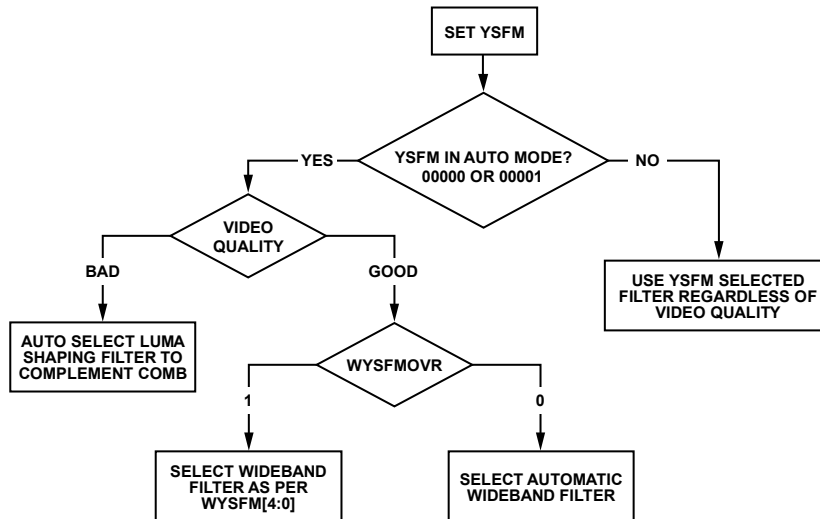 SET YSFM
YSFM IN AUTO MODE?
00000 OR 00001
YES
NO
VIDEO
QUALITY
BAD
GOOD
USE YSFM SELECTED
FILTER REGARDLESS OF
VIDEO QUALITY
AUTO SELECT LUMA
SHAPING FILTER TO
COMPLEMENT COMB
WYSFMOVR
1
0
SELECT WIDEBAND
FILTER AS PER
WYSFM[4:0]
SELECT AUTOMATIC
WIDEBAND FILTER